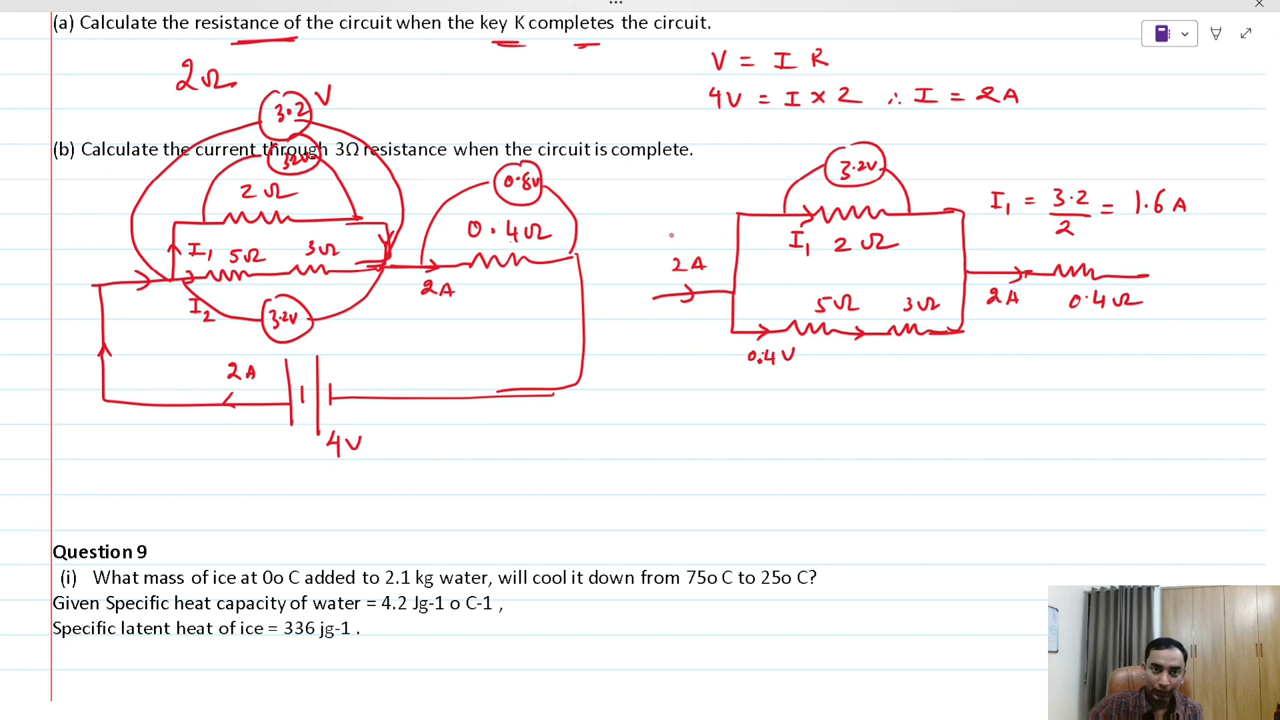 (a) Calculate the resistance of the circuit when the key K completes the circuit.
2Ω
V = I R
4V = I × 2 ∴ I = 2A
3.2 V
(b) Calculate the current through 3Ω resistance when the circuit is complete.
3.2V
2Ω
0.8V
0.4Ω
I1 5Ω 3Ω
I2
2A
3.2V
2A
4V
3.2V
I1 = 3.2/2 = 1.6 A
I1 2Ω
2A
5Ω 3Ω
2A 0.4Ω
0.4V
Question 9
(i) What mass of ice at 0o C added to 2.1 kg water, will cool it down from 75o C to 25o C?
Given Specific heat capacity of water = 4.2 Jg-1 o C-1 ,
Specific latent heat of ice = 336 jg-1 .